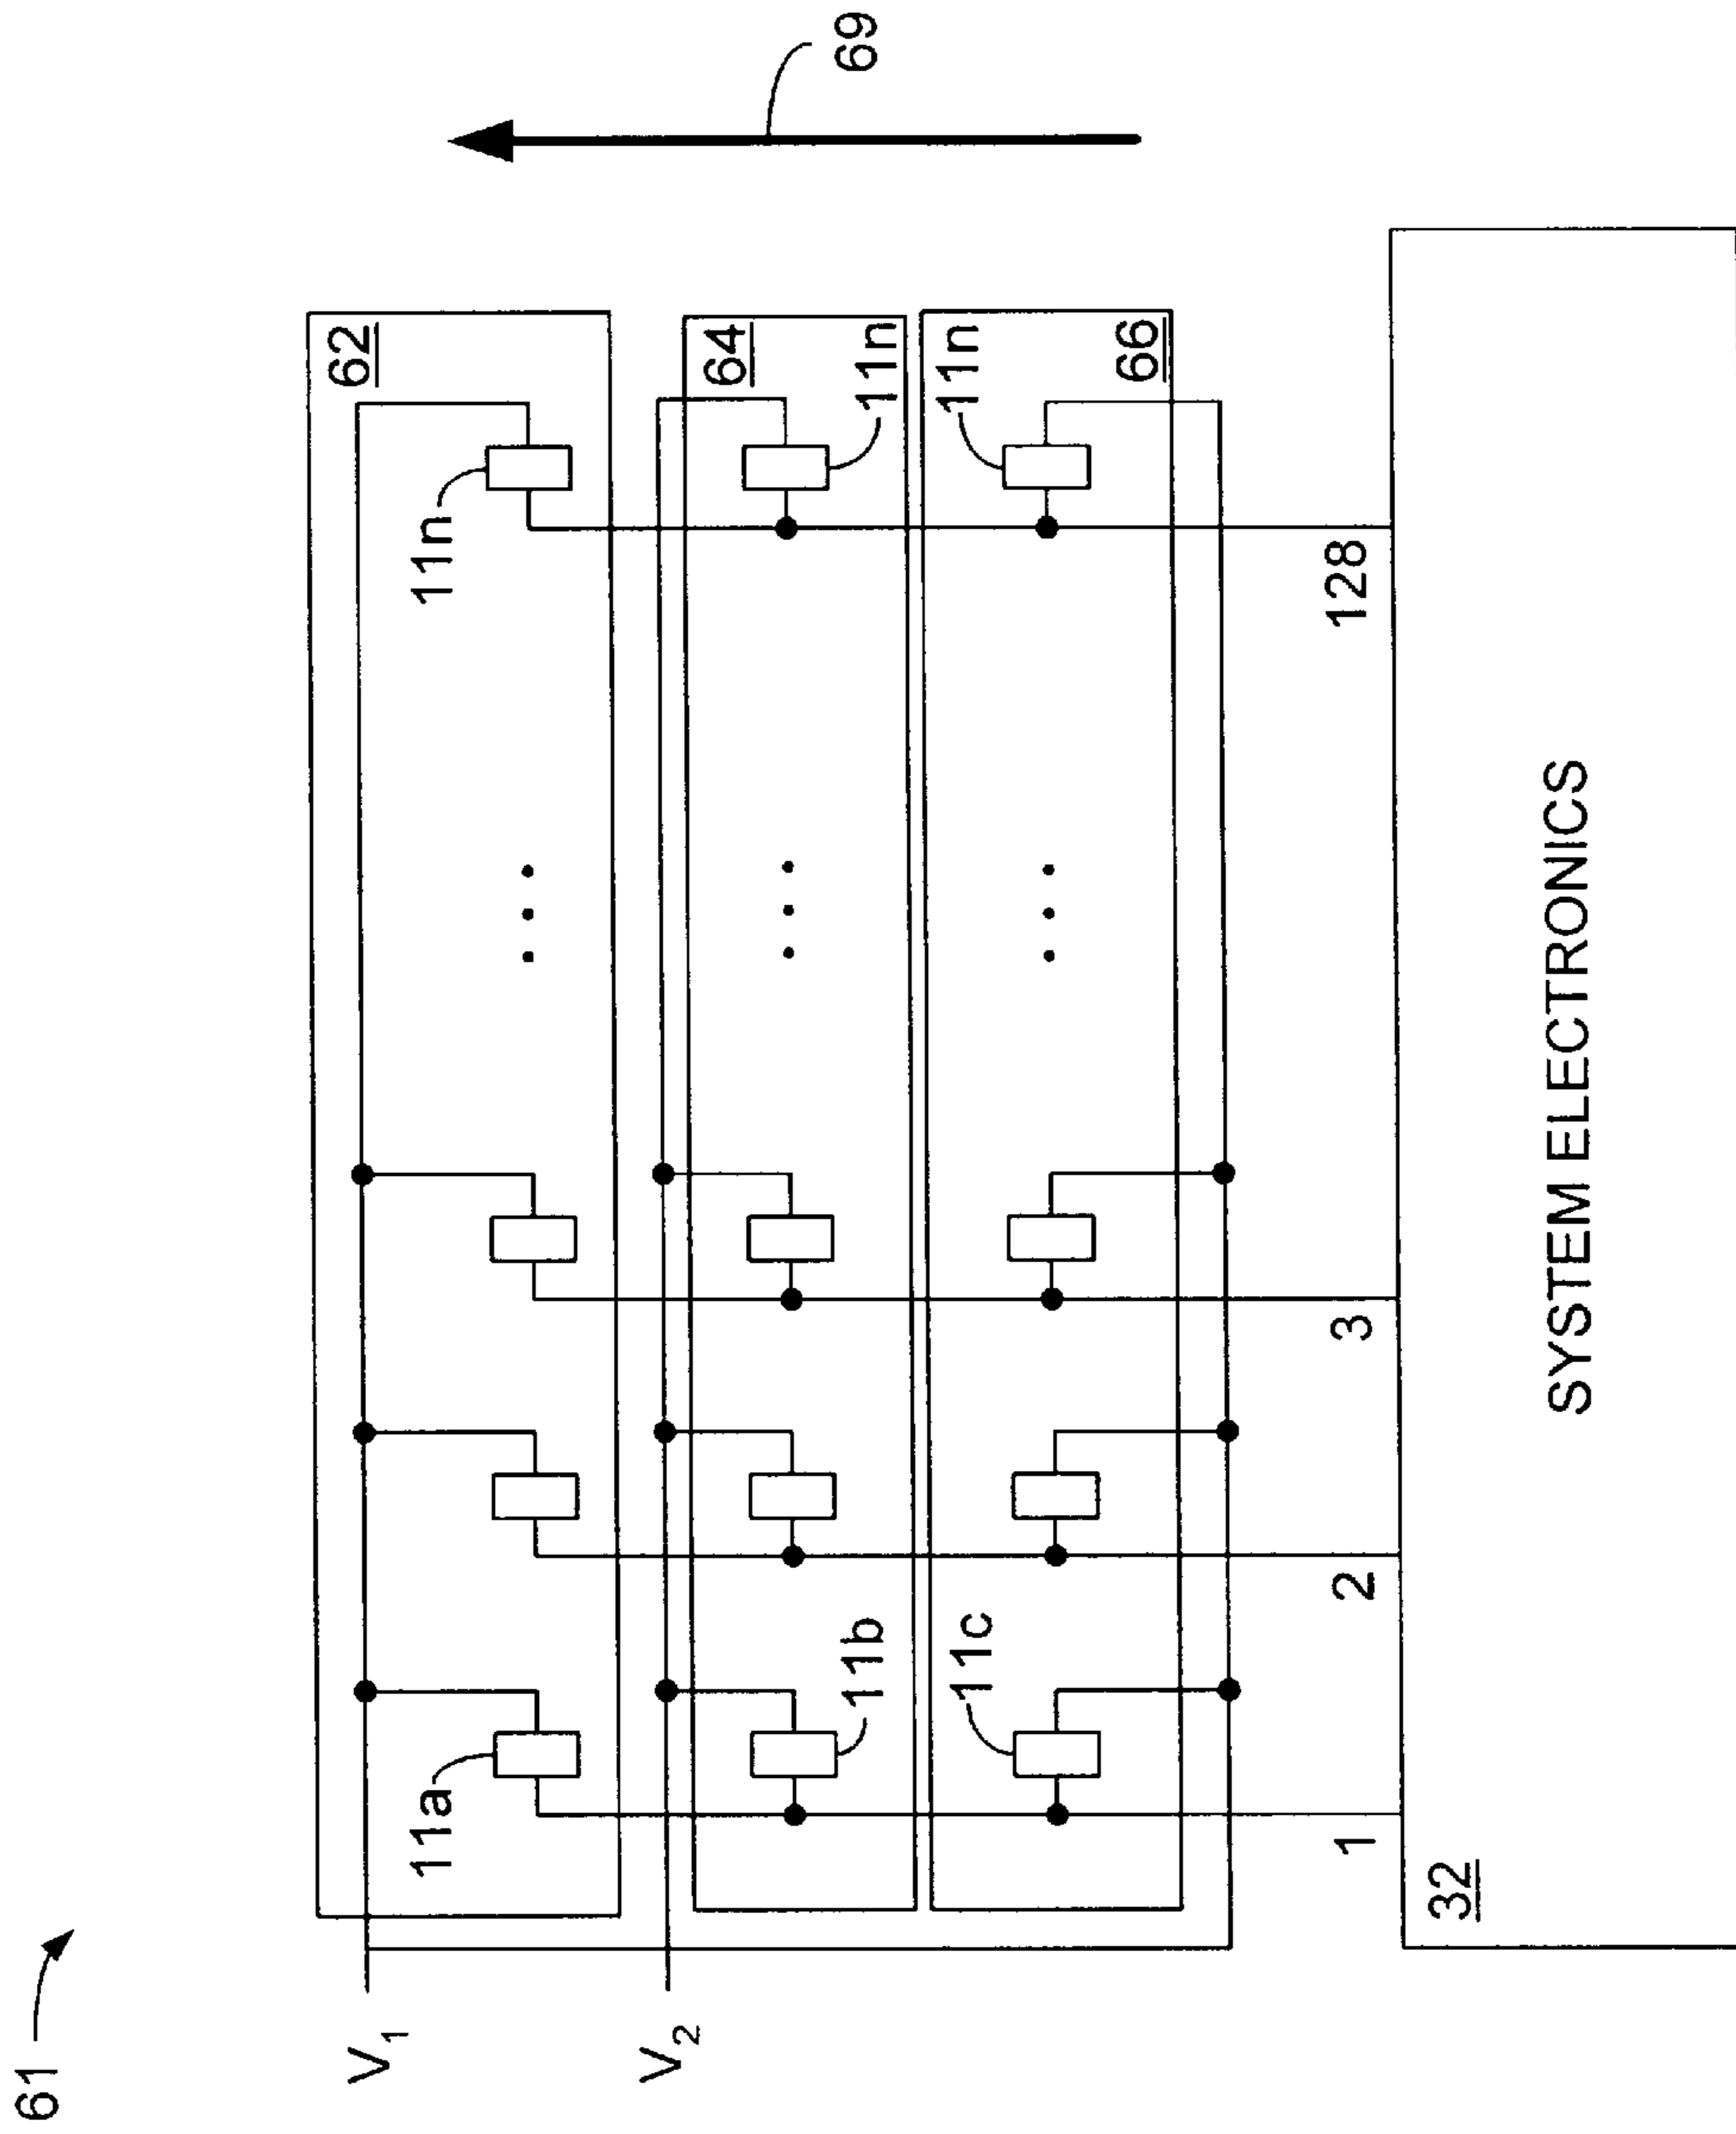 61
V1
V2
62
11a
11n
64
11b
11n
66
11c
11n
69
1
2
3
128
32
SYSTEM ELECTRONICS